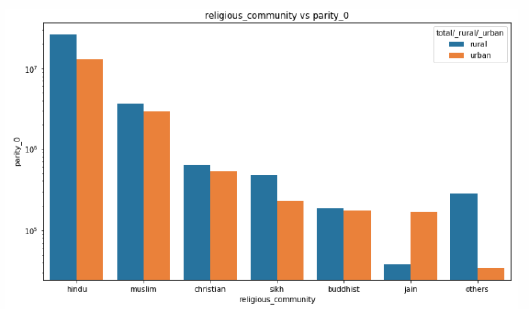 religious_community vs parity_0
total/_rural/_urban
rural
urban
10⁷
10⁶
10⁵
parity_0
hindu muslim christian sikh buddhist jain others
religious_community